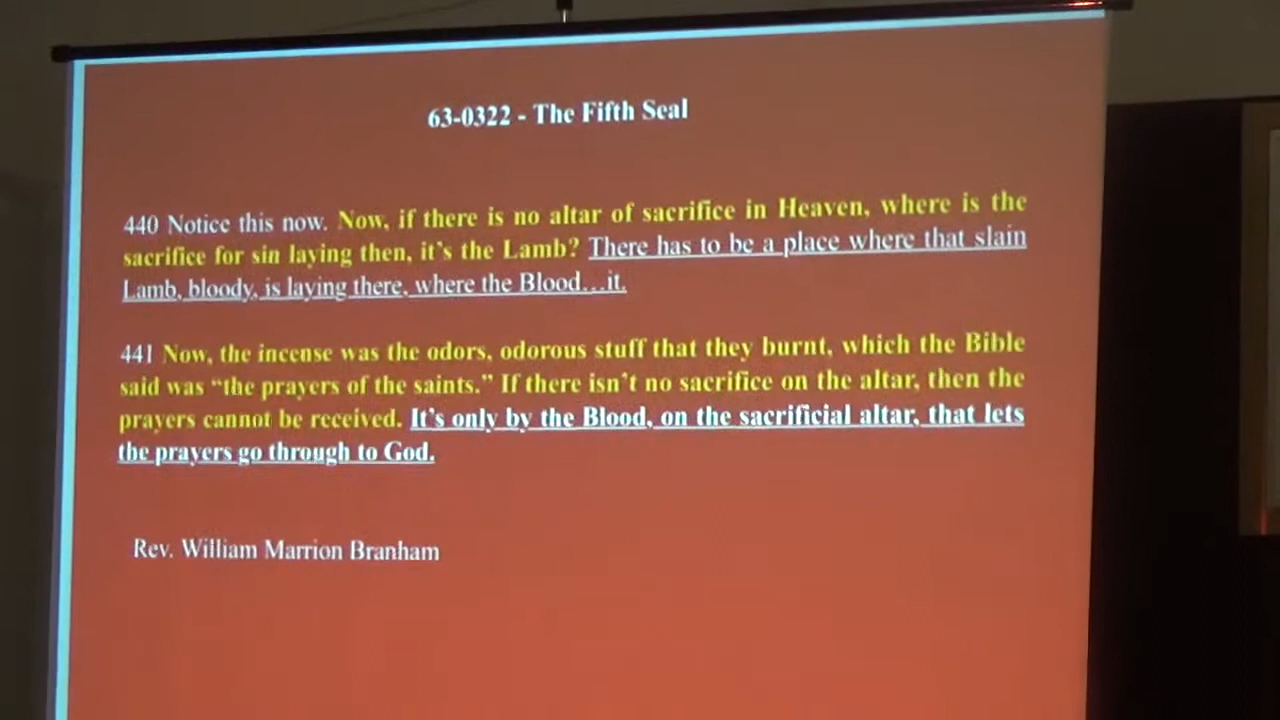 63-0322 - The Fifth Seal
440 Notice this now. Now, if there is no altar of sacrifice in Heaven, where is the
sacrifice for sin laying then, it's the Lamb? There has to be a place where that slain
Lamb, bloody, is laying there, where the Blood…it.
441 Now, the incense was the odors, odorous stuff that they burnt, which the Bible
said was “the prayers of the saints.” If there isn't no sacrifice on the altar, then the
prayers cannot be received. It's only by the Blood, on the sacrificial altar, that lets
the prayers go through to God.
Rev. William Marrion Branham